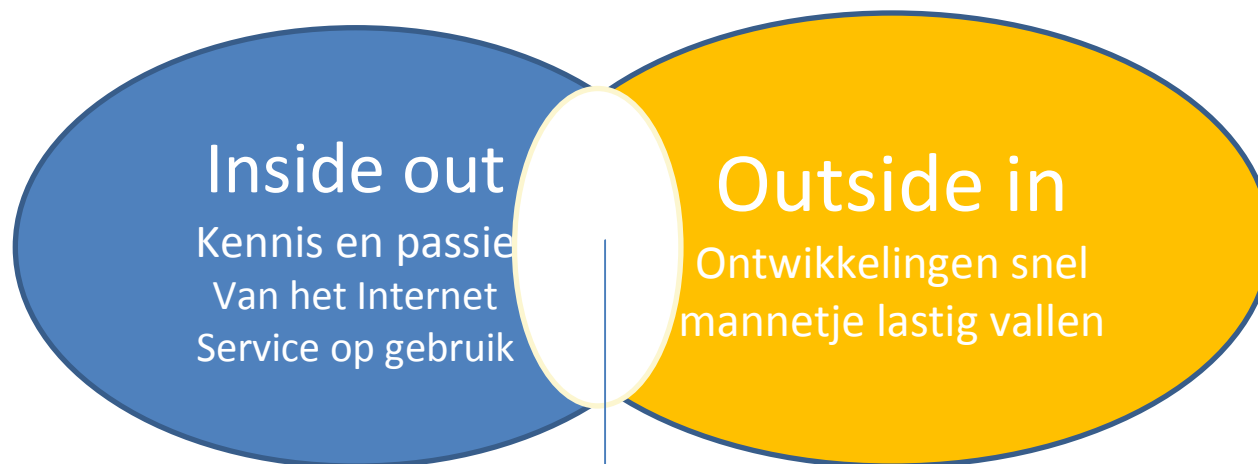 Inside out
Kennis en passie
Van het Internet
Service op gebruik
Outside in
Ontwikkelingen snel
mannetje lastig vallen